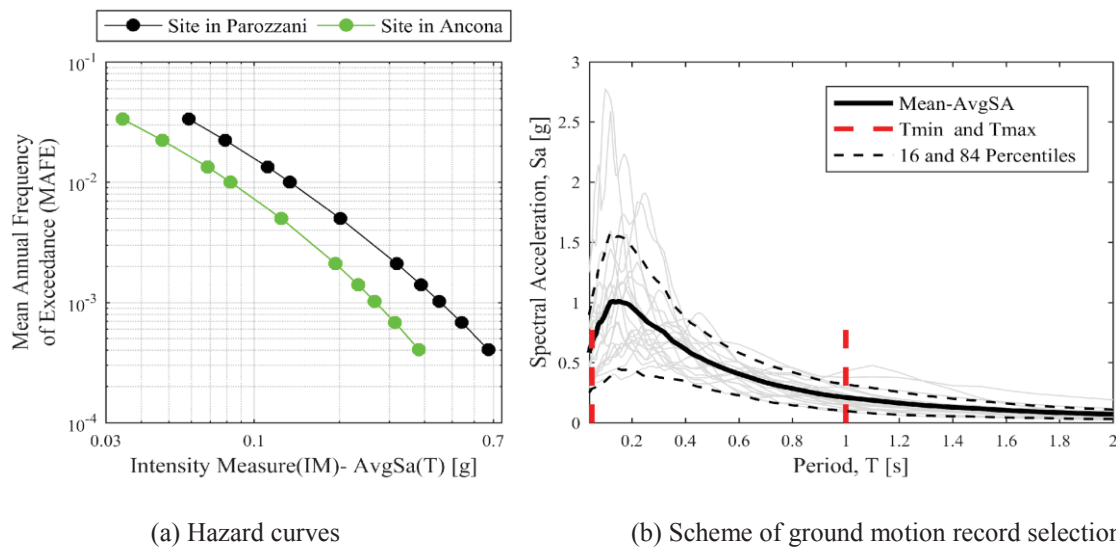 Site in Parozzani
Site in Ancona
Mean Annual Frequency
of Exceedance (MAFE)
10^-1
10^-2
10^-3
10^-4
0.03
0.1
0.7
Intensity Measure(IM)- AvgSa(T) [g]
(a) Hazard curves
Spectral Acceleration, Sa [g]
3
2.5
2
1.5
1
0.5
0
Mean-AvgSA
Tmin and Tmax
16 and 84 Percentiles
0.2 0.4 0.6 0.8 1 1.2 1.4 1.6 1.8 2
Period, T [s]
(b) Scheme of ground motion record selection